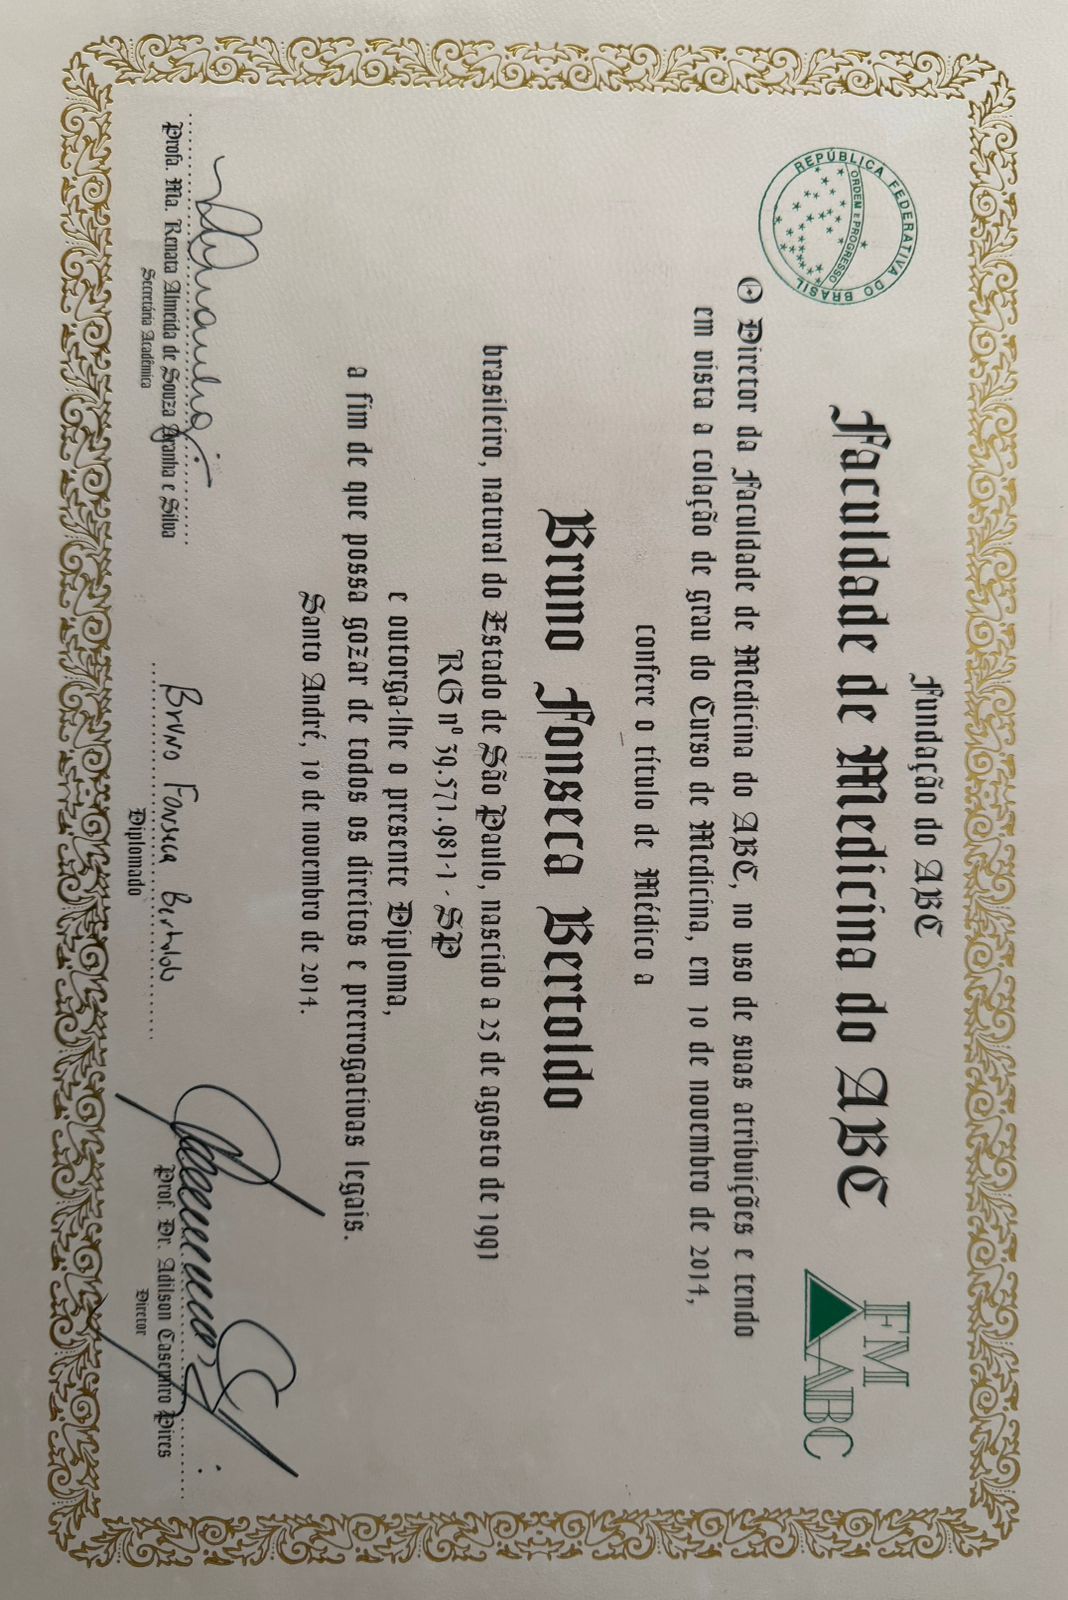 REPÚBLICA FEDERATIVA DO BRASIL
ORDEM E PROGRESSO
Fundação do ABC
Faculdade de Medicina do ABC
FM
ABC
O Diretor da Faculdade de Medicina do ABC, no uso de suas atribuições e tendo
em vista a colação de grau do Curso de Medicina, em 10 de novembro de 2014,
confere o título de Médico a
Bruno Fonseca Bertoldo
brasileiro, natural do Estado de São Paulo, nascido a 25 de agosto de 1991
RG nº 39.571.981-1 - SP
e outorga-lhe o presente Diploma,
a fim de que possa gozar de todos os direitos e prerrogativas legais.
Santo André, 10 de novembro de 2014.
Profa. Ma. Renata Almeida de Souza Aranha e Silva
Secretária Acadêmica
Bruno Fonseca Bertoldo
Diplomado
Prof. Dr. Adilson Casemiro Pires
Diretor